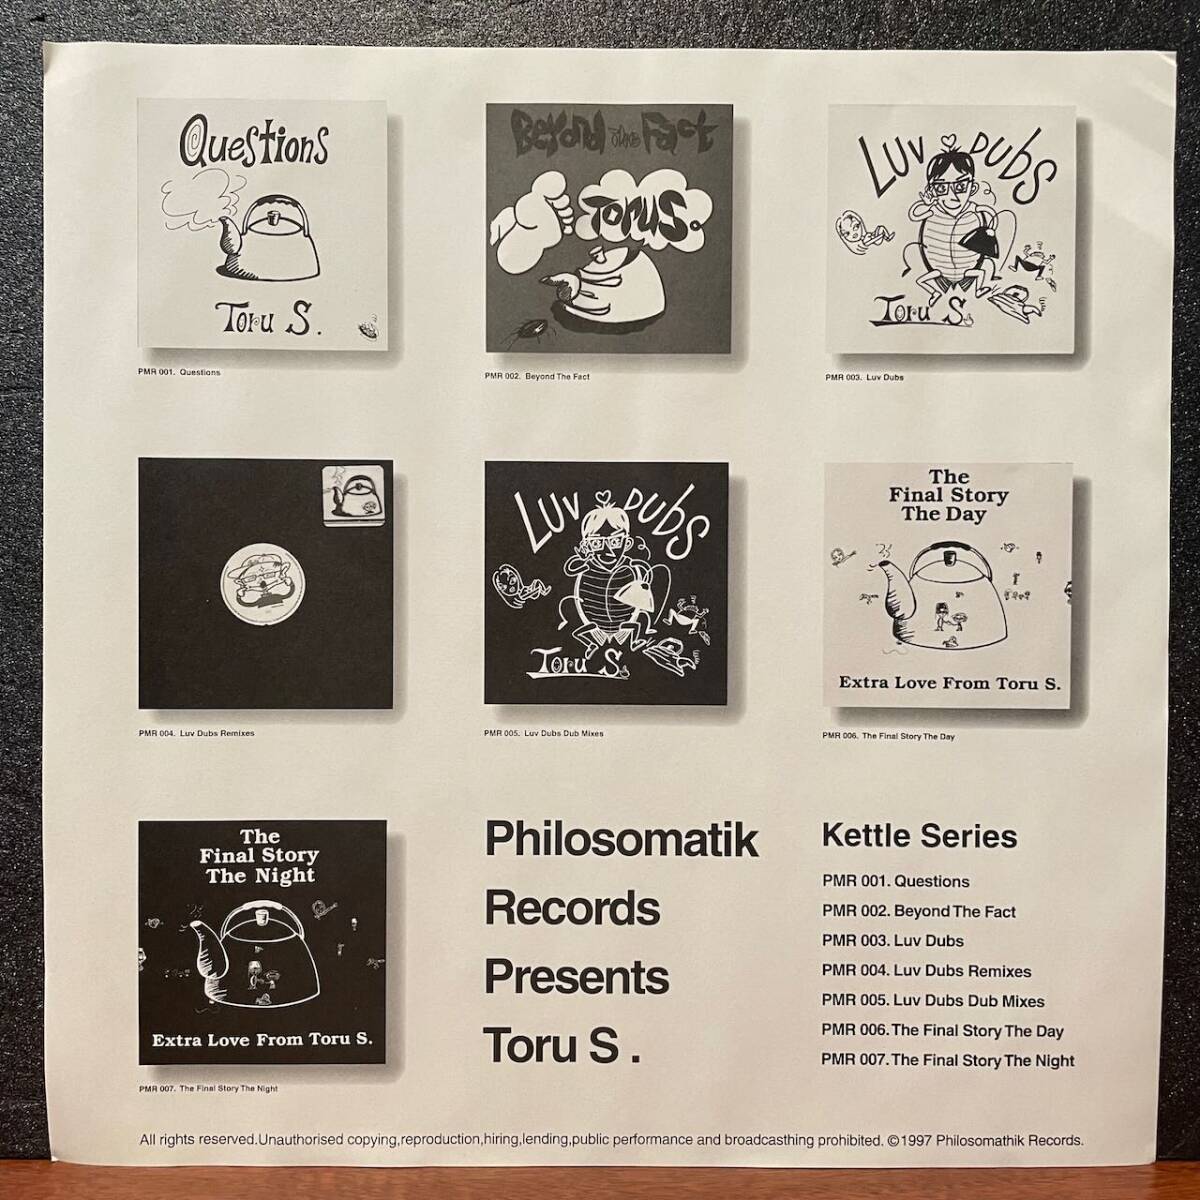 Questions
Toru S.
PMR 001. Questions
Beyond The Fact
Toru S.
PMR 002. Beyond The Fact
Luv Dubs
Toru S.
PMR 003. Luv Dubs
PMR 004. Luv Dubs Remixes
Luv Dubs
Toru S.
PMR 005. Luv Dubs Dub Mixes
The
Final Story
The Day
Extra Love From Toru S.
PMR 006. The Final Story The Day
The
Final Story
The Night
Extra Love From Toru S.
PMR 007. The Final Story The Night
Philosomatik
Records
Presents
Toru S .
Kettle Series
PMR 001. Questions
PMR 002. Beyond The Fact
PMR 003. Luv Dubs
PMR 004. Luv Dubs Remixes
PMR 005. Luv Dubs Dub Mixes
PMR 006. The Final Story The Day
PMR 007. The Final Story The Night
All rights reserved.Unauthorised copying,reproduction,hiring,lending,public performance and broadcasthing prohibited. ©1997 Philosomathik Records.